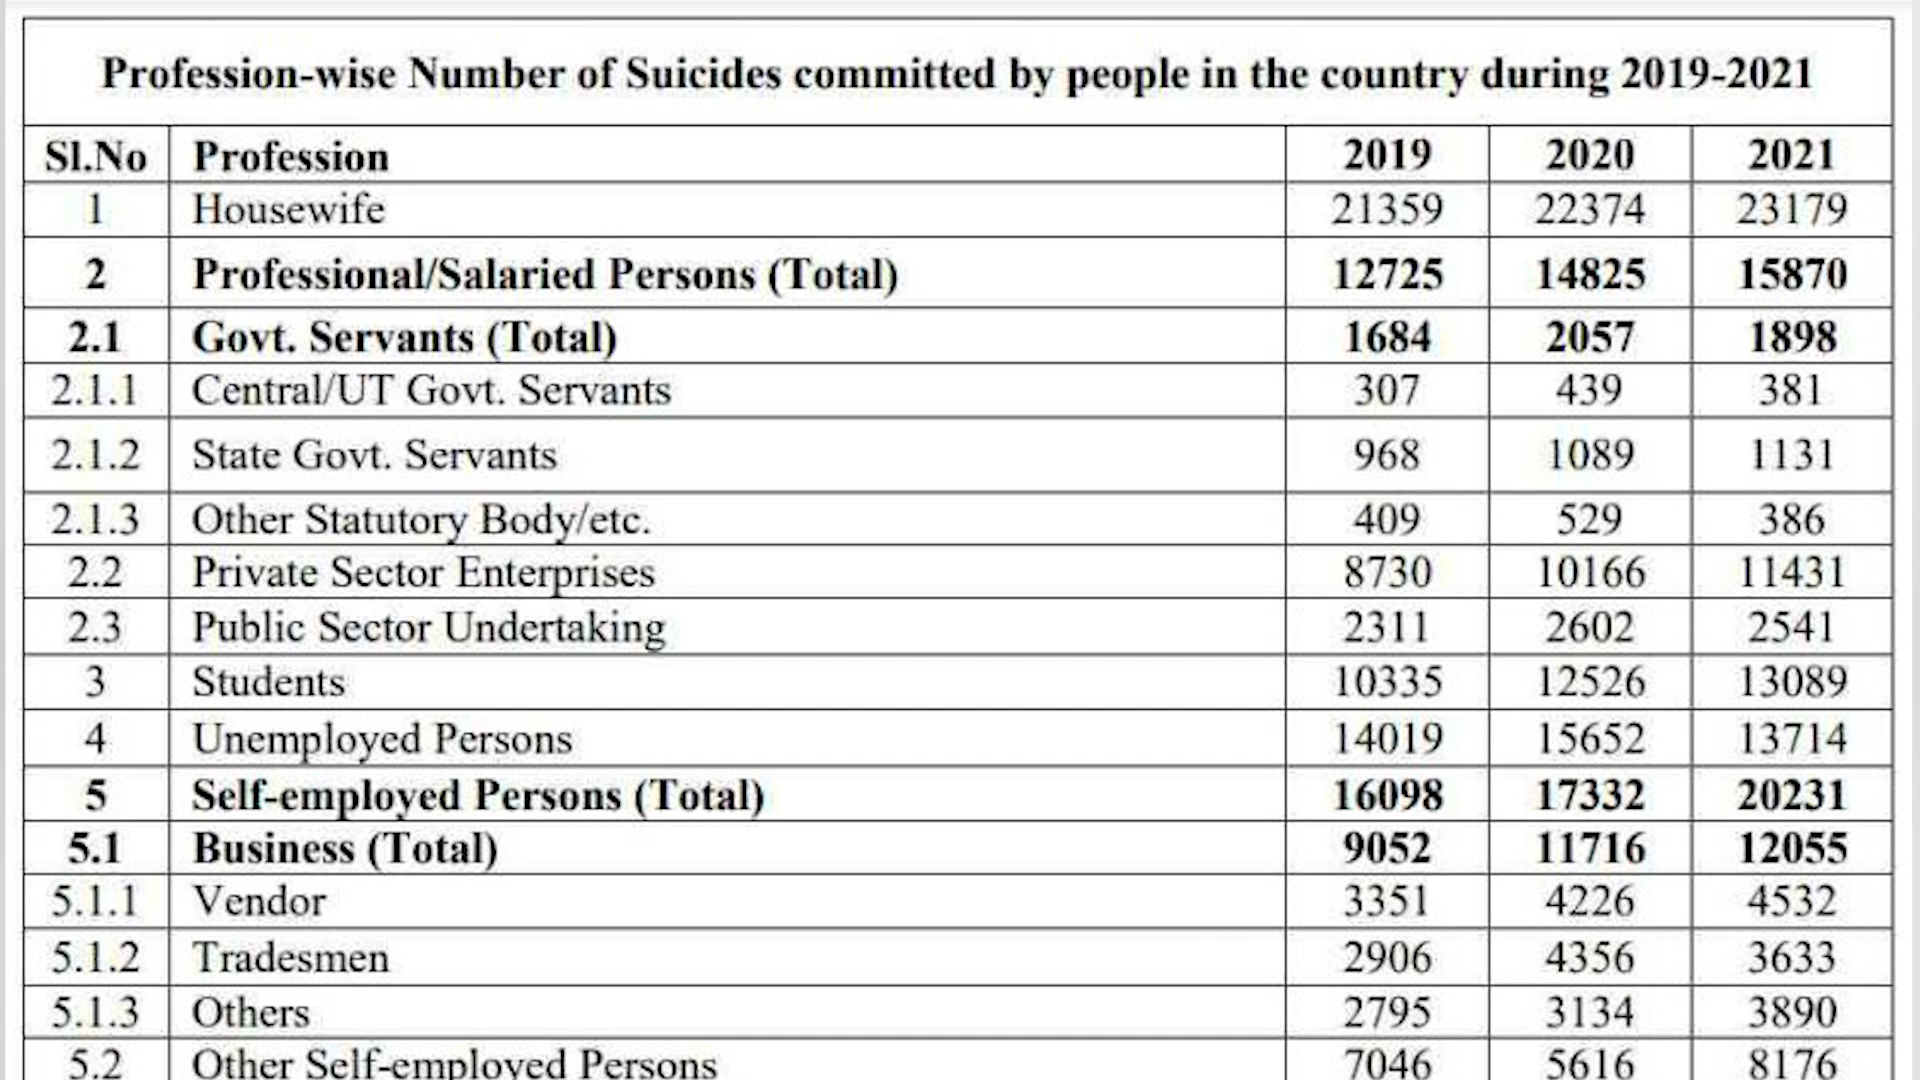 Profession-wise Number of Suicides committed by people in the country during 2019-2021
Sl.No Profession 2019 2020 2021
1 Housewife 21359 22374 23179
2 Professional/Salaried Persons (Total) 12725 14825 15870
2.1 Govt. Servants (Total) 1684 2057 1898
2.1.1 Central/UT Govt. Servants 307 439 381
2.1.2 State Govt. Servants 968 1089 1131
2.1.3 Other Statutory Body/etc. 409 529 386
2.2 Private Sector Enterprises 8730 10166 11431
2.3 Public Sector Undertaking 2311 2602 2541
3 Students 10335 12526 13089
4 Unemployed Persons 14019 15652 13714
5 Self-employed Persons (Total) 16098 17332 20231
5.1 Business (Total) 9052 11716 12055
5.1.1 Vendor 3351 4226 4532
5.1.2 Tradesmen 2906 4356 3633
5.1.3 Others 2795 3134 3890
5.2 Other Self-employed Persons 7046 5616 8176